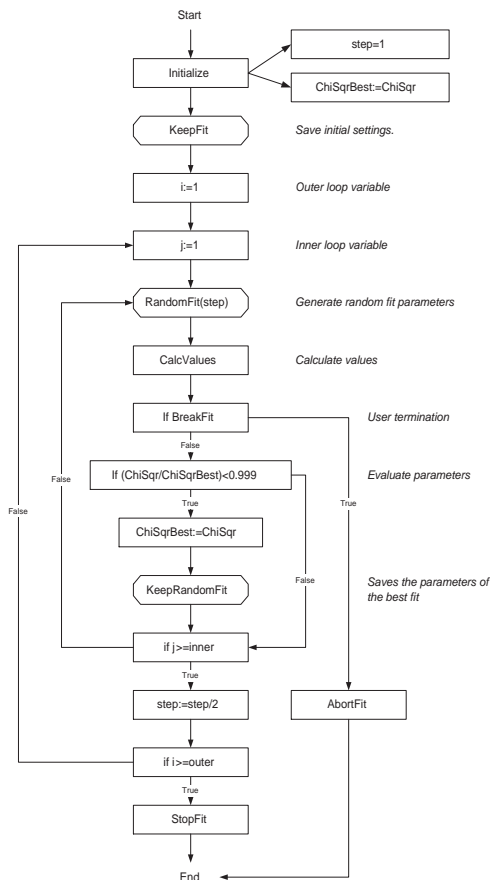 Start
step=1
Initialize
ChiSqrBest:=ChiSqr
KeepFit
Save initial settings.
i:=1
Outer loop variable
j:=1
Inner loop variable
RandomFit(step)
Generate random fit parameters
CalcValues
Calculate values
If BreakFit
User termination
False
If (ChiSqr/ChiSqrBest)<0.999
Evaluate parameters
False
True
True
False
ChiSqrBest:=ChiSqr
KeepRandomFit
False
Saves the parameters of
the best fit
if j>=inner
True
step:=step/2
AbortFit
if i>=outer
True
StopFit
End